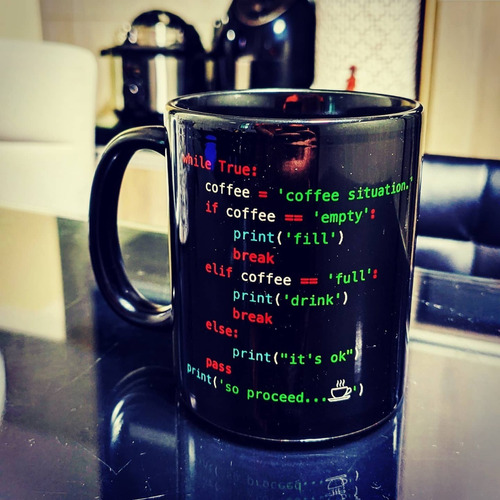 while True:
coffee = 'coffee situation.'
if coffee == 'empty':
print('fill')
break
elif coffee == 'full':
print('drink')
break
else:
print("it's ok")
pass
print('so proceed...☕')